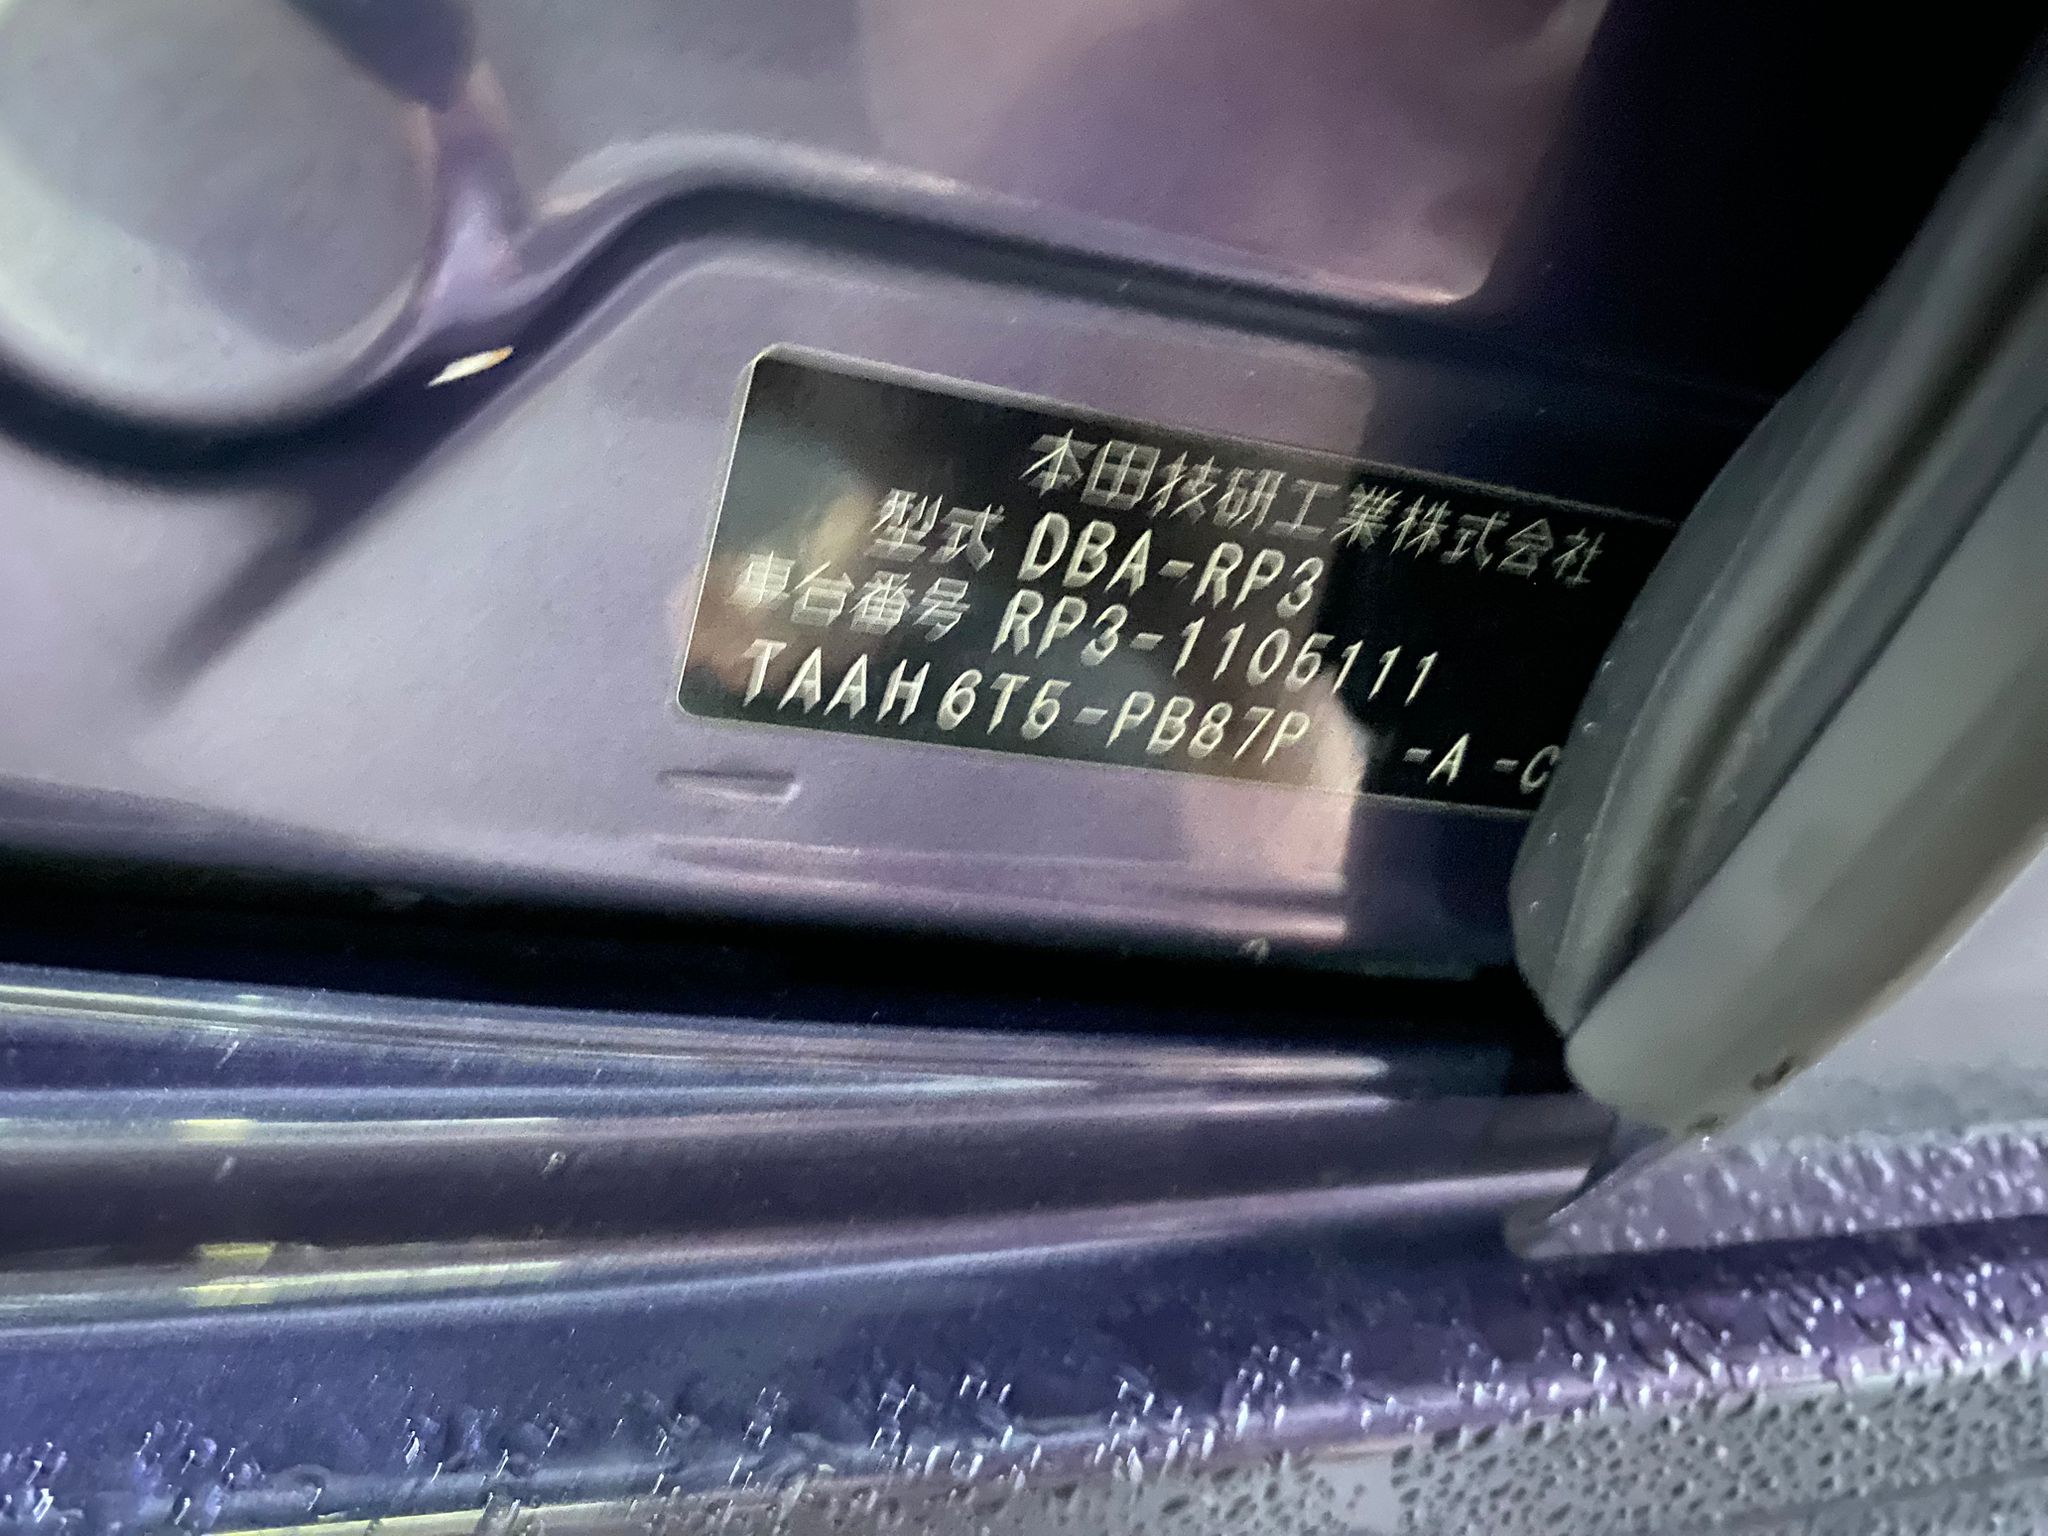 本田技研工業株式会社
型式 DBA-RP3
車台番号 RP3-1105111
TAAH6T5-PB87P -A -C